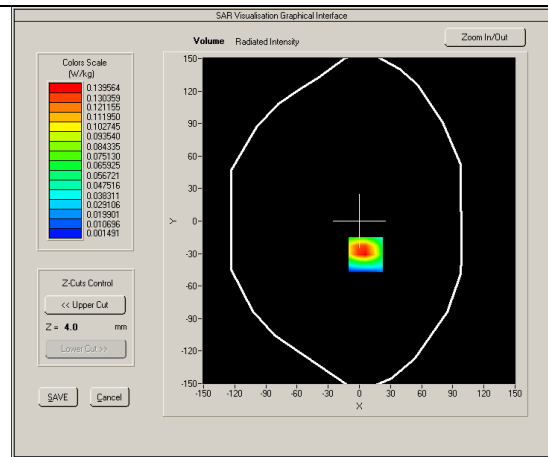 SAR Visualisation Graphical Interface
Volume Radiated Intensity
Zoom In/Out
Colors Scale
(W/kg)
0.139564
0.130359
0.121155
0.111950
0.102745
0.093540
0.084335
0.075130
0.065925
0.056721
0.047516
0.038311
0.029106
0.019901
0.010696
0.001491
Z-Cuts Control
<< Upper Cut
Z = 4.0 mm
Lower Cut >>
SAVE Cancel
Y
150
120
90
60
30
0
-30
-60
-90
-120
-150
-150 -120 -90 -60 -30 0 30 60 90 120 150
X